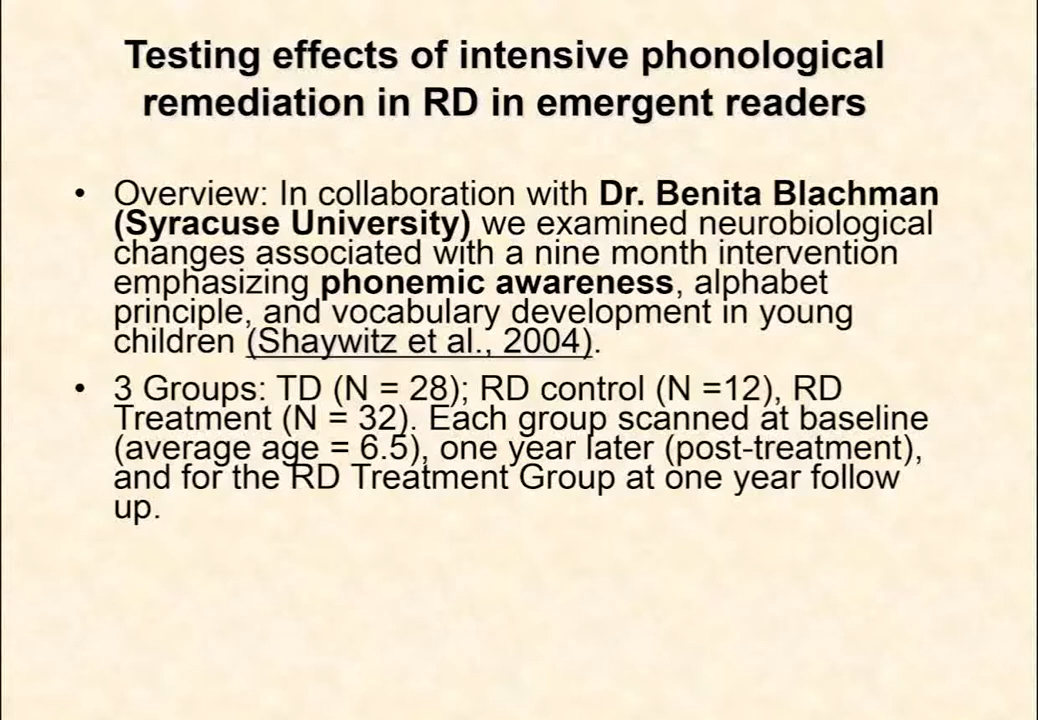 Testing effects of intensive phonological
remediation in RD in emergent readers
• Overview: In collaboration with Dr. Benita Blachman
(Syracuse University) we examined neurobiological
changes associated with a nine month intervention
emphasizing phonemic awareness, alphabet
principle, and vocabulary development in young
children (Shaywitz et al., 2004).
• 3 Groups: TD (N = 28); RD control (N =12), RD
Treatment (N = 32). Each group scanned at baseline
(average age = 6.5), one year later (post-treatment),
and for the RD Treatment Group at one year follow
up.